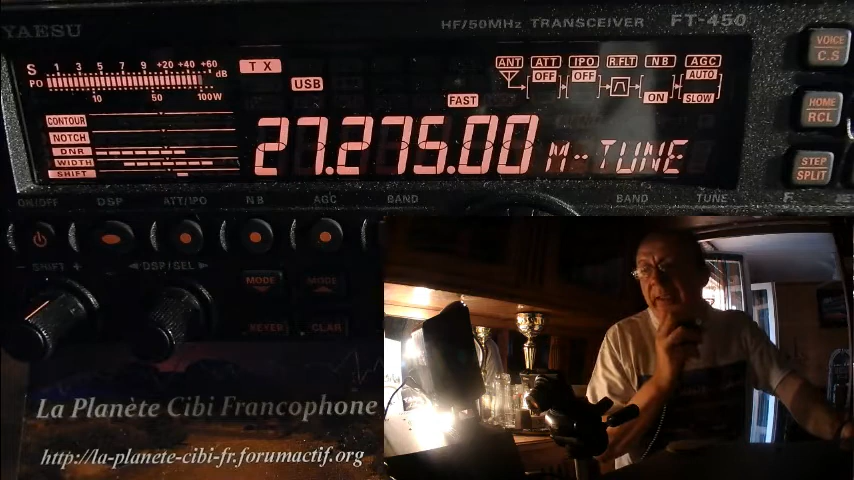 YAESU
HF/50MHz TRANSCEIVER FT-450
S 1 3 5 7 9 +20 +40 +60 dB
PO 10 50 100W
TX
USB
FAST
ANT ATT IPO R.FLT NB AGC
OFF OFF AUTO
ON SLOW
CONTOUR
NOTCH
DNR
WIDTH
SHIFT
27.275.00 M-TUNE
VOICE
C.S
HOME
RCL
STEP
SPLIT
ON/OFF DSP ATT/IPO NB AGC BAND BAND TUNE F
- SHIFT + ◄DSP/SEL►
MODE MODE
KEYER CLAR
La Planète Cibi Francophone
http://la-planete-cibi-fr.forumactif.org